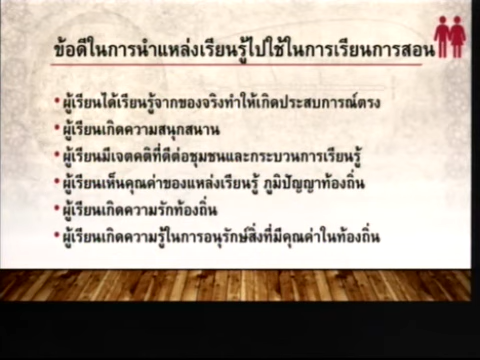 ข้อดีในการนำแหล่งเรียนรู้ไปใช้ในการเรียนการสอน
• ผู้เรียนได้เรียนรู้จากของจริงทำให้เกิดประสบการณ์ตรง
• ผู้เรียนเกิดความสนุกสนาน
• ผู้เรียนมีเจตคติที่ดีต่อชุมชนและกระบวนการเรียนรู้
• ผู้เรียนเห็นคุณค่าของแหล่งเรียนรู้ ภูมิปัญญาท้องถิ่น
• ผู้เรียนเกิดความรักท้องถิ่น
• ผู้เรียนเกิดความรู้ในการอนุรักษ์สิ่งที่มีคุณค่าในท้องถิ่น